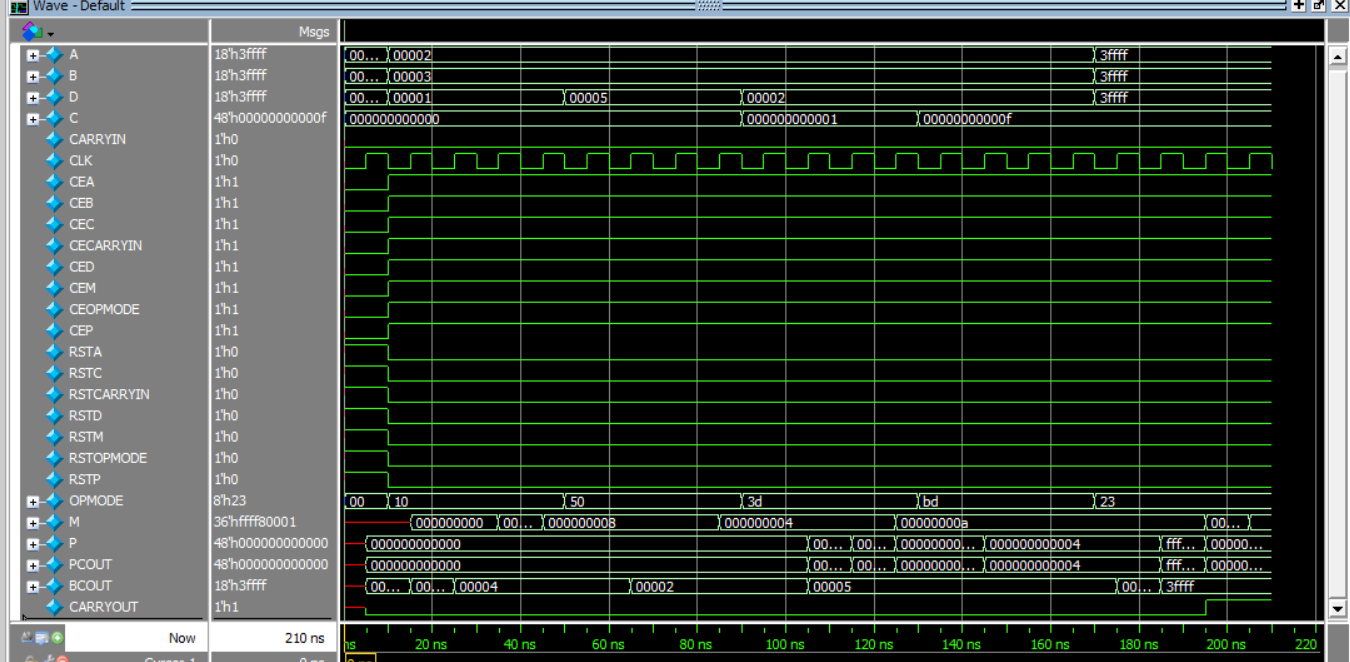 Wave - Default
Msgs
A 18'h3ffff 00... 00002 3ffff
B 18'h3ffff 00... 00003 3ffff
D 18'h3ffff 00... 00001 00005 00002 3ffff
C 48'h00000000000f 000000000000 000000000001 00000000000f
CARRYIN 1'h0
CLK 1'h0
CEA 1'h1
CEB 1'h1
CEC 1'h1
CECARRYIN 1'h1
CED 1'h1
CEM 1'h1
CEOPMODE 1'h1
CEP 1'h1
RSTA 1'h0
RSTC 1'h0
RSTCARRYIN 1'h0
RSTD 1'h0
RSTM 1'h0
RSTOPMODE 1'h0
RSTP 1'h0
OPMODE 8'h23 00 10 50 3d bd 23
M 36'hffff80001 000000000 00... 000000008 000000004 00000000a 00...
P 48'h000000000000 000000000000 00... 00... 00000000... 000000000004 fff... 00000...
PCOUT 48'h000000000000 000000000000 00... 00... 00000000... 000000000004 fff... 00000...
BCOUT 18'h3ffff 00... 00... 00004 00002 00005 00... 3ffff
CARRYOUT 1'h1
Now 210 ns ns 20 ns 40 ns 60 ns 80 ns 100 ns 120 ns 140 ns 160 ns 180 ns 200 ns 220